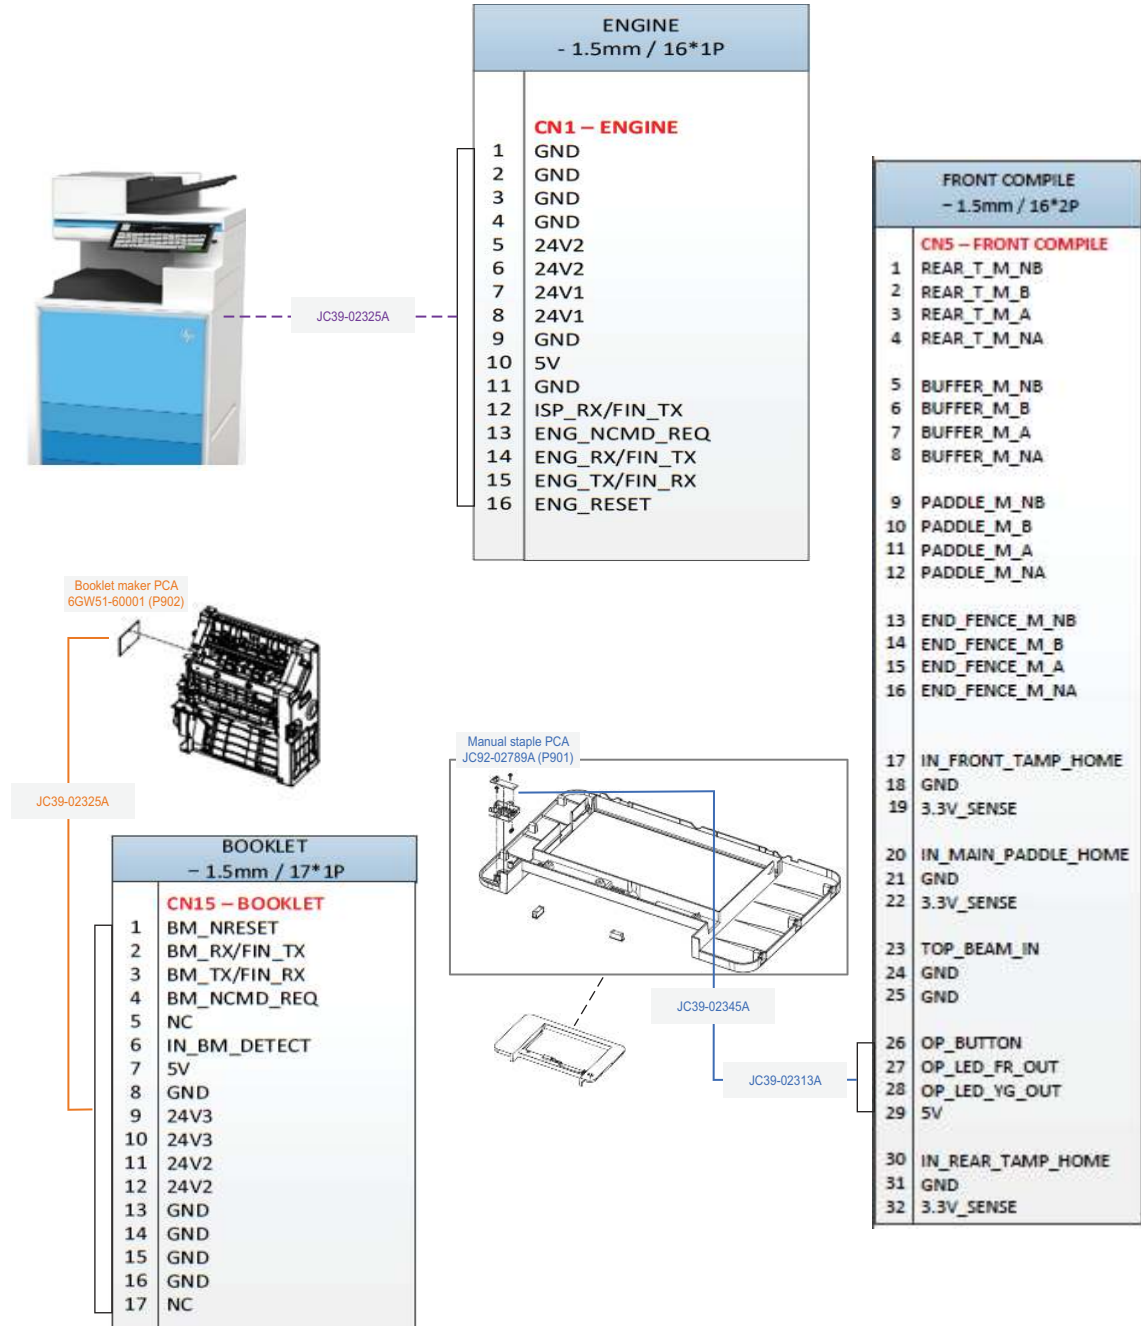 ENGINE
- 1.5mm / 16*1P
CN1 – ENGINE
1 GND
2 GND
3 GND
4 GND
5 24V2
6 24V2
7 24V1
8 24V1
9 GND
10 5V
11 GND
12 ISP_RX/FIN_TX
13 ENG_NCMD_REQ
14 ENG_RX/FIN_TX
15 ENG_TX/FIN_RX
16 ENG_RESET
JC39-02325A
FRONT COMPILE
– 1.5mm / 16*2P
CN5 – FRONT COMPILE
1 REAR_T_M_NB
2 REAR_T_M_B
3 REAR_T_M_A
4 REAR_T_M_NA
5 BUFFER_M_NB
6 BUFFER_M_B
7 BUFFER_M_A
8 BUFFER_M_NA
9 PADDLE_M_NB
10 PADDLE_M_B
11 PADDLE_M_A
12 PADDLE_M_NA
13 END_FENCE_M_NB
14 END_FENCE_M_B
15 END_FENCE_M_A
16 END_FENCE_M_NA
17 IN_FRONT_TAMP_HOME
18 GND
19 3.3V_SENSE
20 IN_MAIN_PADDLE_HOME
21 GND
22 3.3V_SENSE
23 TOP_BEAM_IN
24 GND
25 GND
26 OP_BUTTON
27 OP_LED_FR_OUT
28 OP_LED_YG_OUT
29 5V
30 IN_REAR_TAMP_HOME
31 GND
32 3.3V_SENSE
Booklet maker PCA
6GW51-60001 (P902)
JC39-02325A
Manual staple PCA
JC92-02789A (P901)
JC39-02345A
JC39-02313A
BOOKLET
– 1.5mm / 17*1P
CN15 – BOOKLET
1 BM_NRESET
2 BM_RX/FIN_TX
3 BM_TX/FIN_RX
4 BM_NCMD_REQ
5 NC
6 IN_BM_DETECT
7 5V
8 GND
9 24V3
10 24V3
11 24V2
12 24V2
13 GND
14 GND
15 GND
16 GND
17 NC